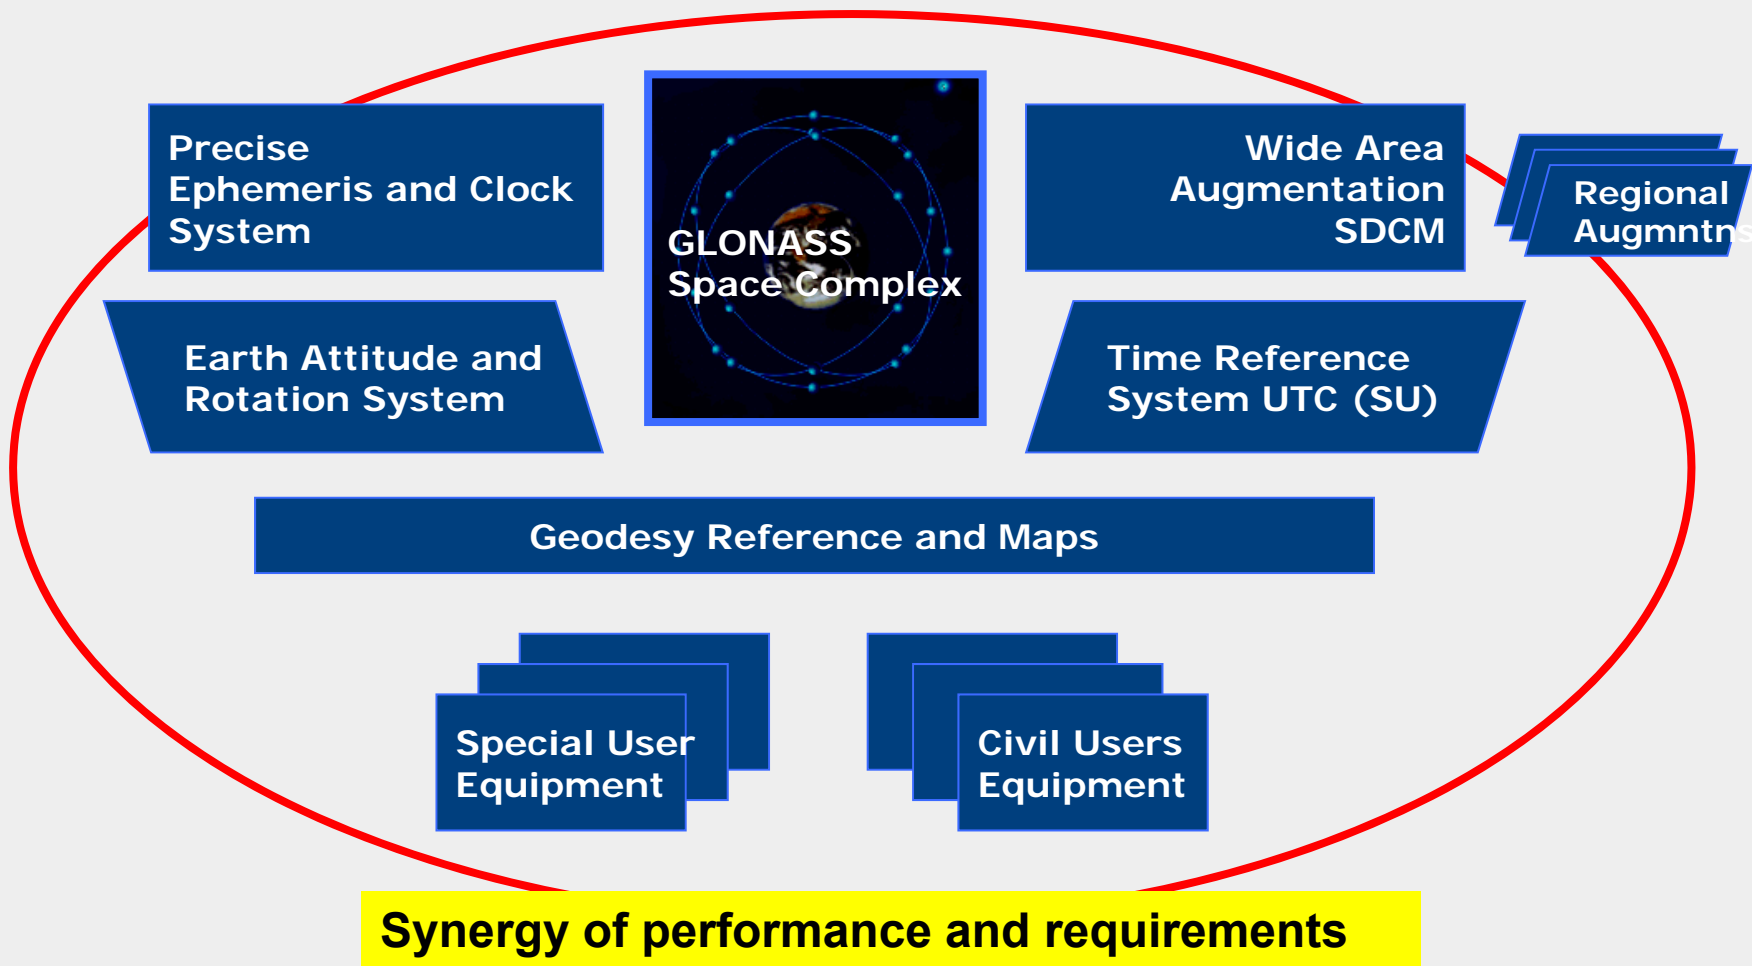 Precise
Ephemeris and Clock
System
GLONASS
Space Complex
Wide Area
Augmentation
SDCM
Regional
Augmntns
Earth Attitude and
Rotation System
Time Reference
System UTC (SU)
Geodesy Reference and Maps
Special User
Equipment
Civil Users
Equipment
Synergy of performance and requirements